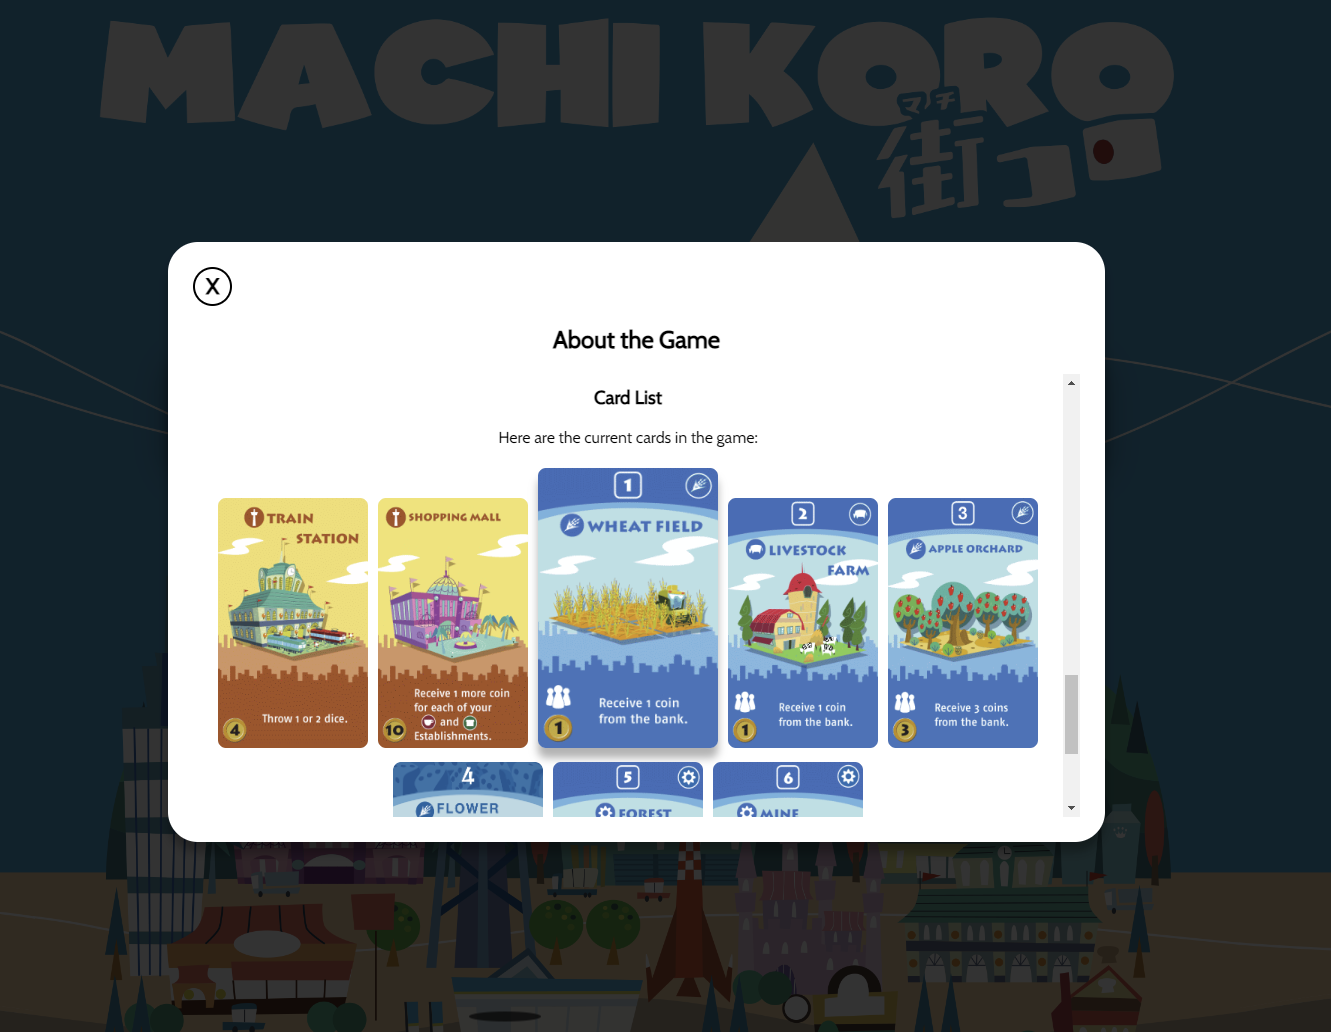 MACHI KORO
マチ
街コロ
X
About the Game
Card List
Here are the current cards in the game:
TRAIN
STATION
Throw 1 or 2 dice.
4
SHOPPING MALL
Receive 1 more coin
for each of your
and
Establishments.
10
1
WHEAT FIELD
Receive 1 coin
from the bank.
1
2
LIVESTOCK
FARM
Receive 1 coin
from the bank.
1
3
APPLE ORCHARD
Receive 3 coins
from the bank.
3
4
FLOWER
5
FOREST
6
MINE